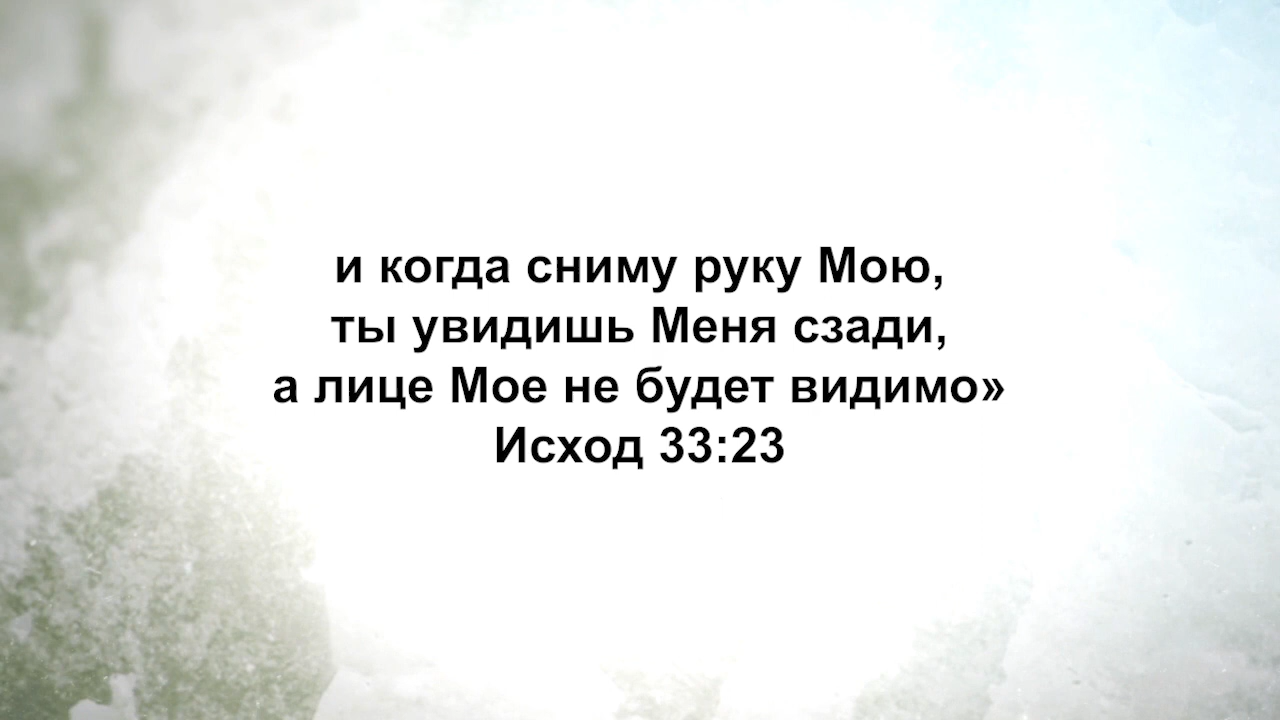 и когда сниму руку Мою,
ты увидишь Меня сзади,
а лице Мое не будет видимо»
Исход 33:23